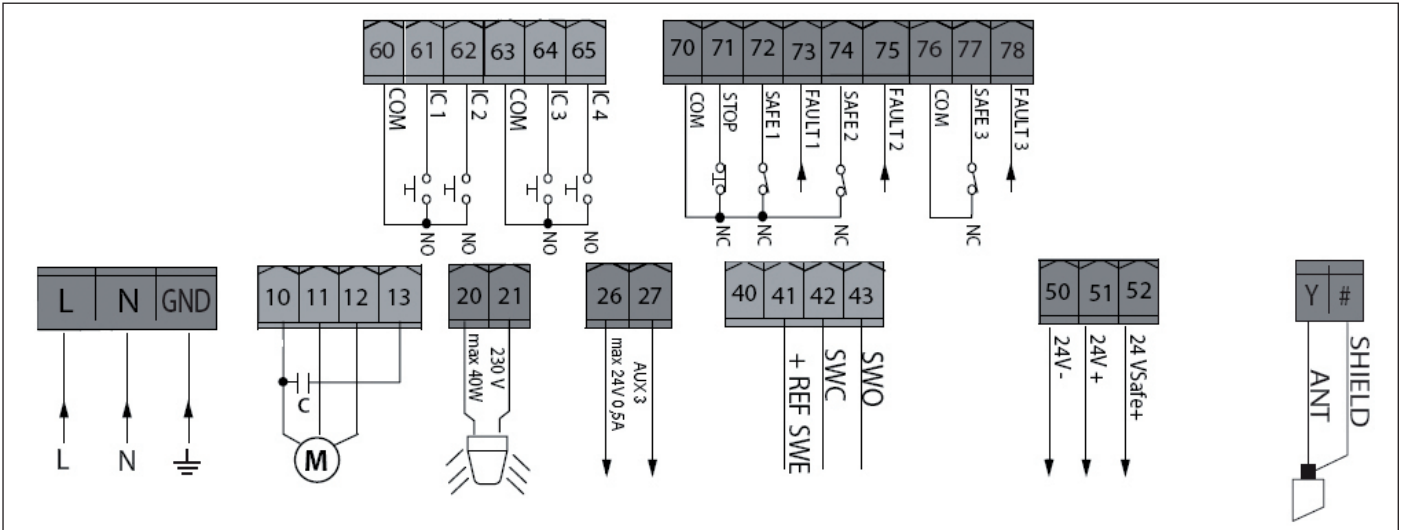 60 61 62 63 64 65
COM
IC 1
IC 2
COM
IC 3
IC 4
NO
NO
NO
NO
70 71 72 73 74 75 76 77 78
COM
STOP
SAFE 1
FAULT 1
SAFE 2
FAULT 2
COM
SAFE 3
FAULT 3
NC
NC
NC
NC
L N GND
L N
10 11 12 13
C
M
20 21
230 V
max 40W
26 27
AUX 3
max 24V 0,5A
40 41 42 43
+ REF SWE
SWC
SWO
50 51 52
24V -
24V +
24 VSafe+
Y #
ANT
SHIELD